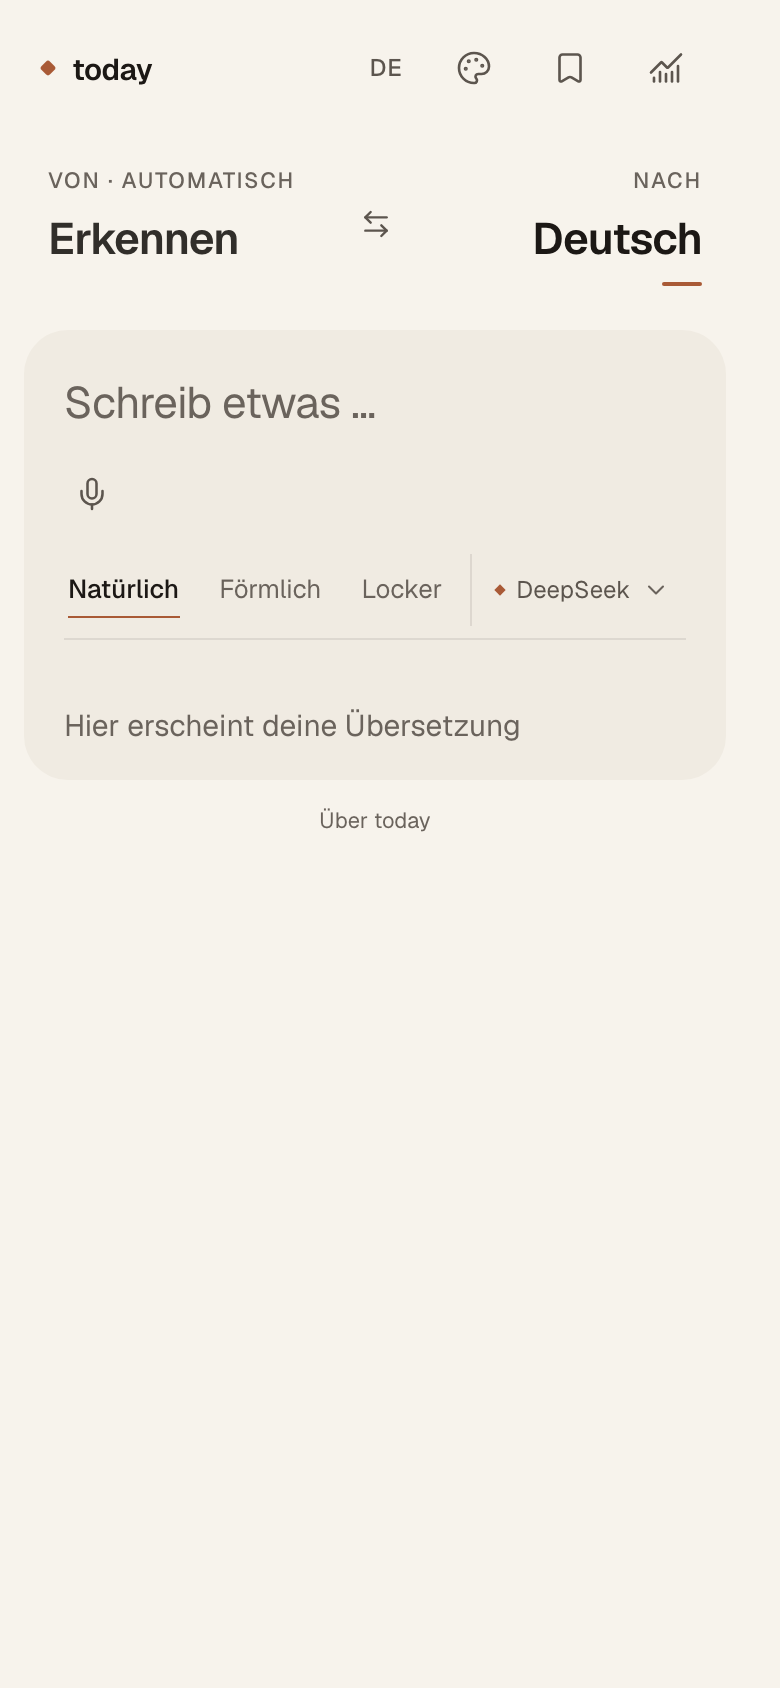 today
DE
VON · AUTOMATISCH
NACH
Erkennen
Deutsch
Schreib etwas ...
Natürlich
Förmlich
Locker
DeepSeek
Hier erscheint deine Übersetzung
Über today